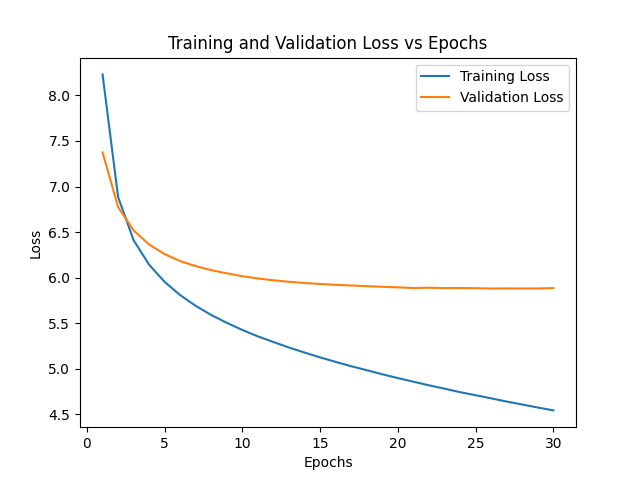 Training and Validation Loss vs Epochs
Training Loss
Validation Loss
Loss
8.0
7.5
7.0
6.5
6.0
5.5
5.0
4.5
0 5 10 15 20 25 30
Epochs